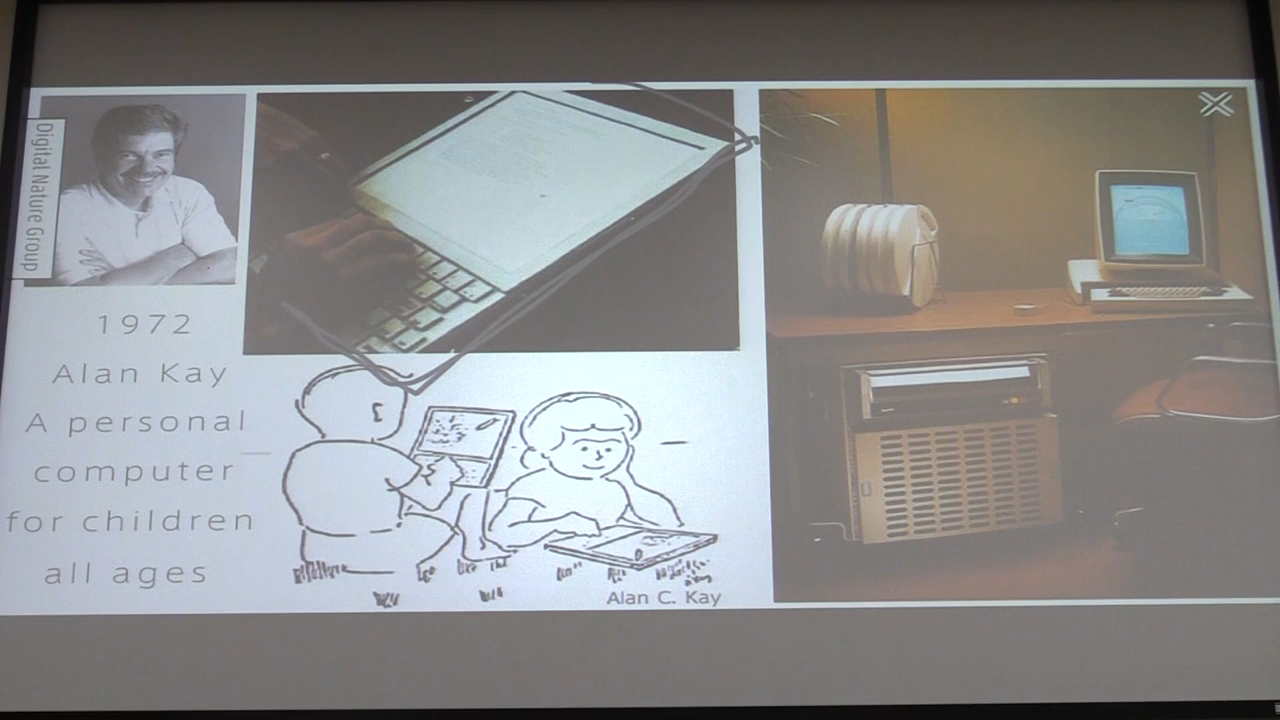 Digital Nature Group
1972
Alan Kay
A personal
computer
for children
all ages
Alan C. Kay